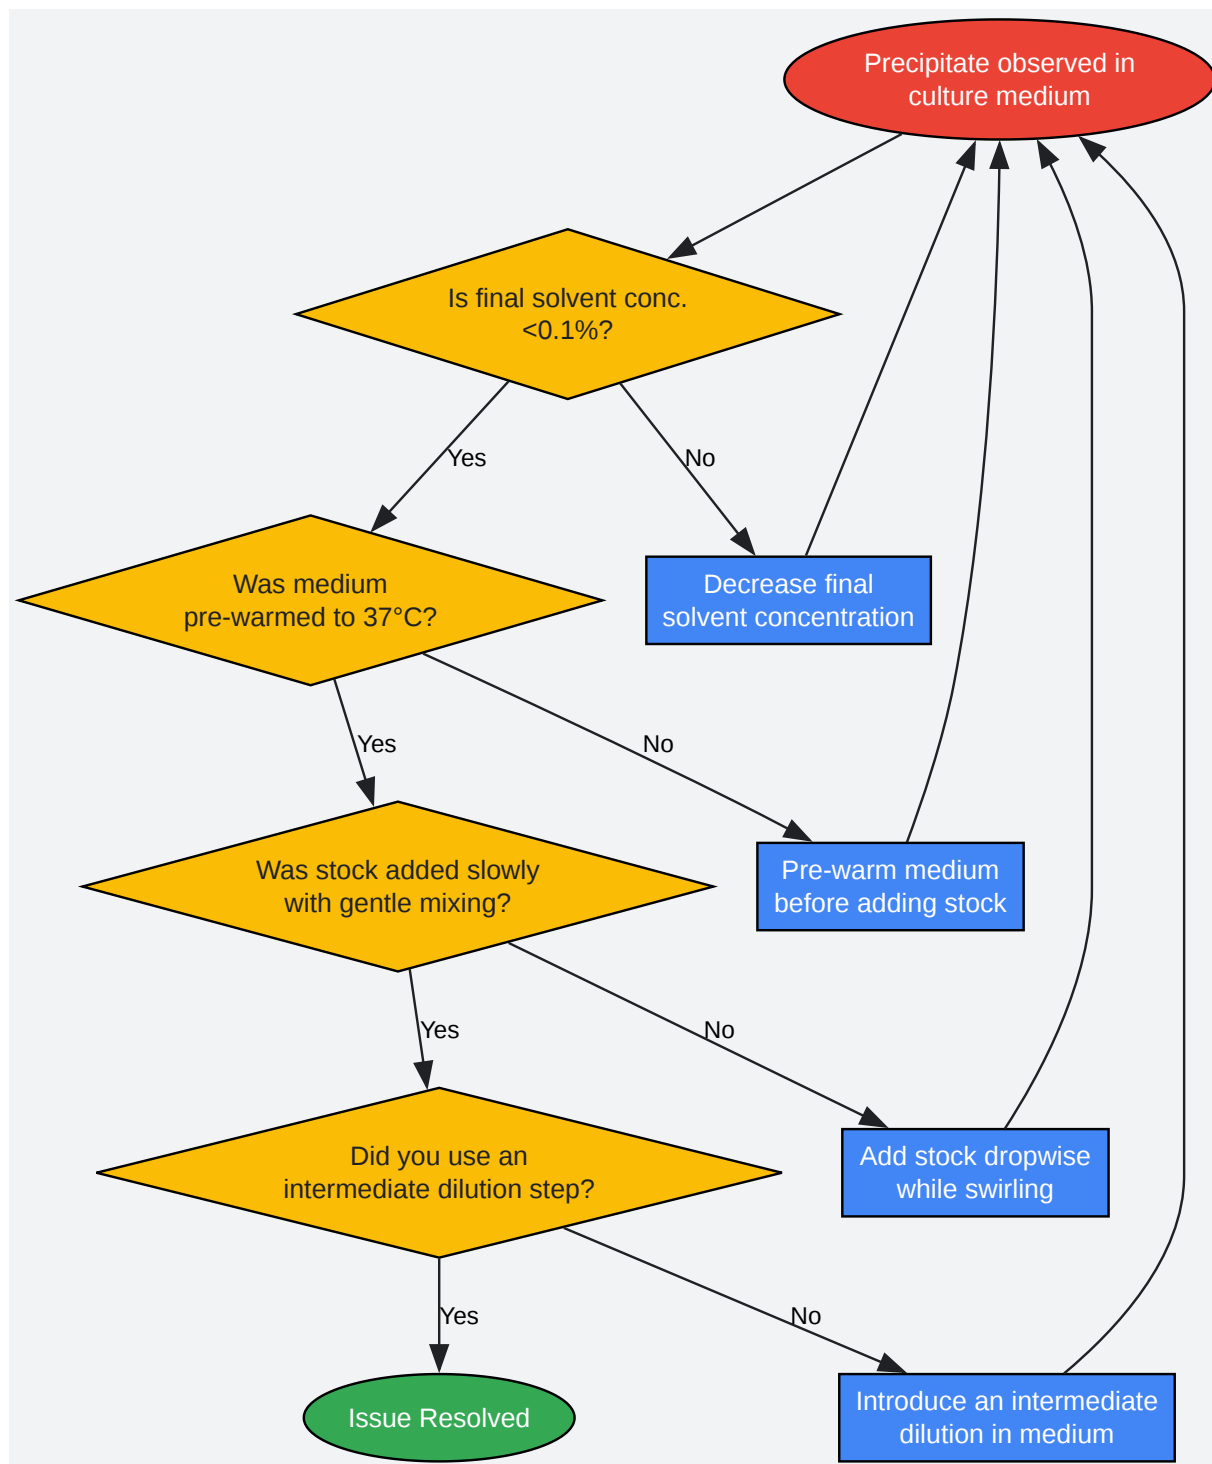 Precipitate observed in
culture medium
Is final solvent conc.
<0.1%?
Yes
No
Was medium
pre-warmed to 37°C?
Decrease final
solvent concentration
Yes
No
Was stock added slowly
with gentle mixing?
Pre-warm medium
before adding stock
Yes
No
Did you use an
intermediate dilution step?
Add stock dropwise
while swirling
Yes
No
Issue Resolved
Introduce an intermediate
dilution in medium